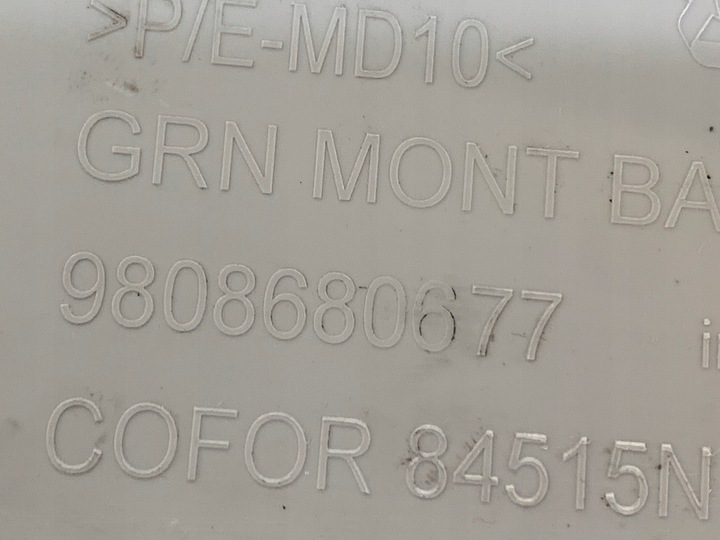 >P/E-MD10<
GRN MONT BA
9808680677
COFOR 84515N